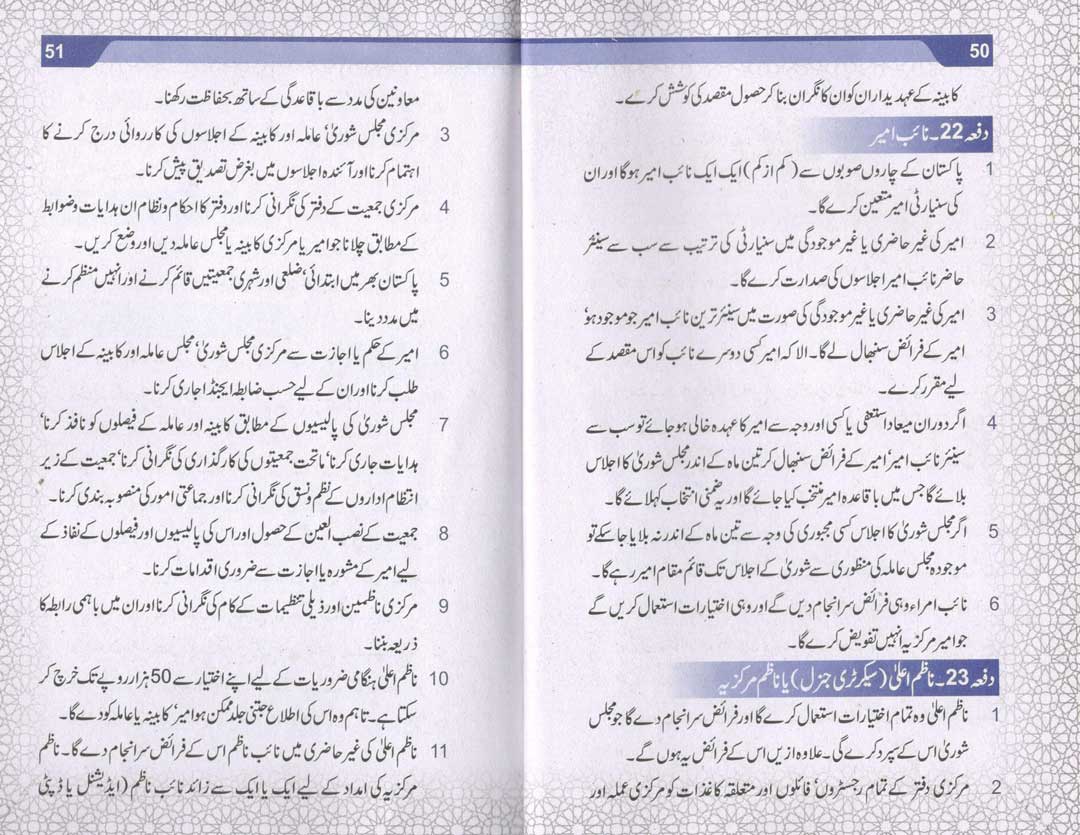 50
کابینہ کے عہدیداران کو ان کا نگران بنا کر حصول مقصد کی کوشش کرے۔
دفعہ 22۔ نائب امیر
1 پاکستان کے چاروں صوبوں سے (کم از کم) ایک ایک نائب امیر ہوگا اور ان
کی سنیارٹی امیر متعین کرے گا۔
2 امیر کی غیر حاضری یا غیر موجودگی میں سنیارٹی کی ترتیب سے سب سے سینئر
حاضر نائب امیر اجلاسوں کی صدارت کرے گا۔
3 امیر کی غیر حاضری یا غیر موجودگی کی صورت میں سینئر ترین نائب امیر جو موجود ہو،
امیر کے فرائض سنبھال لے گا۔ الا کہ امیر کسی دوسرے نائب کو اس مقصد کے
لیے مقرر کرے۔
4 اگر دوران میعاد استعفیٰ یا کسی اور وجہ سے امیر کا عہدہ خالی ہو جائے تو سب سے
سینئر نائب امیر، امیر کے فرائض سنبھال کر تین ماہ کے اندر مجلس شوریٰ کا اجلاس
بلائے گا جس میں باقاعدہ امیر منتخب کیا جائے گا اور یہ ضمنی انتخاب کہلائے گا۔
5 اگر مجلس شوریٰ کا اجلاس کسی مجبوری کی وجہ سے تین ماہ کے اندر نہ بلایا جا سکے تو
موجودہ مجلس عاملہ کی منظوری سے شوریٰ کے اجلاس تک قائم مقام امیر رہے گا۔
6 نائب امراء وہی فرائض سرانجام دیں گے اور وہی اختیارات استعمال کریں گے
جو امیر مرکزیہ انہیں تفویض کرے گا۔
دفعہ 23۔ ناظم اعلیٰ (سیکرٹری جنرل) یا ناظم مرکزیہ
1 ناظم اعلیٰ وہ تمام اختیارات استعمال کرے گا اور فرائض سرانجام دے گا جو مجلس
شوریٰ اس کے سپرد کرے گی۔ علاوہ ازیں اس کے فرائض یہ ہوں گے۔
2 مرکزی دفتر کے تمام رجسٹروں، فائلوں اور متعلقہ کاغذات کو مرکزی عملہ اور
51
معاونین کی مدد سے باقاعدگی کے ساتھ بحفاظت رکھنا۔
3 مرکزی مجلس شوریٰ، عاملہ اور کابینہ کے اجلاسوں کی کارروائی درج کرنے کا
اہتمام کرنا اور آئندہ اجلاسوں میں بغرض تصدیق پیش کرنا۔
4 مرکزی جمعیت کے دفتر کی نگرانی کرنا اور دفتر کا احکام و نظام ان ہدایات و ضوابط
کے مطابق چلانا جو امیر یا مرکزی کابینہ یا مجلس عاملہ دیں اور وضع کریں۔
5 پاکستان بھر میں ابتدائی، ضلعی اور شہری جمعیتیں قائم کرنے اور انہیں منظم کرنے
میں مدد دینا۔
6 امیر کے حکم یا اجازت سے مرکزی مجلس شوریٰ، مجلس عاملہ اور کابینہ کے اجلاس
طلب کرنا اور ان کے لیے حسب ضابطہ ایجنڈا جاری کرنا۔
7 مجلس شوریٰ کی پالیسیوں کے مطابق کابینہ اور عاملہ کے فیصلوں کو نافذ کرنا،
ہدایات جاری کرنا، ماتحت جمعیتوں کی کارگذاری کی نگرانی کرنا، جمعیت کے زیر
انتظام اداروں کے نظم و نسق کی نگرانی کرنا اور جماعتی امور کی منصوبہ بندی کرنا۔
8 جمعیت کے نصب العین کے حصول اور اس کی پالیسیوں اور فیصلوں کے نفاذ کے
لیے امیر کے مشورہ یا اجازت سے ضروری اقدامات کرنا۔
9 مرکزی ناظمین اور ذیلی تنظیمات کے کام کی نگرانی کرنا اور ان میں باہمی رابطہ کا
ذریعہ بننا۔
10 ناظم اعلیٰ ہنگامی ضروریات کے لیے اپنے اختیار سے 50 ہزار روپے تک خرچ کر
سکتا ہے۔ تاہم وہ اس کی اطلاع جتنی جلد ممکن ہو امیر، کابینہ یا عاملہ کو دے گا۔
11 ناظم اعلیٰ کی غیر حاضری میں نائب ناظم اس کے فرائض سرانجام دے گا۔ ناظم
مرکزیہ کی امداد کے لیے ایک یا ایک سے زائد نائب ناظم (ایڈیشنل یا ڈپٹی